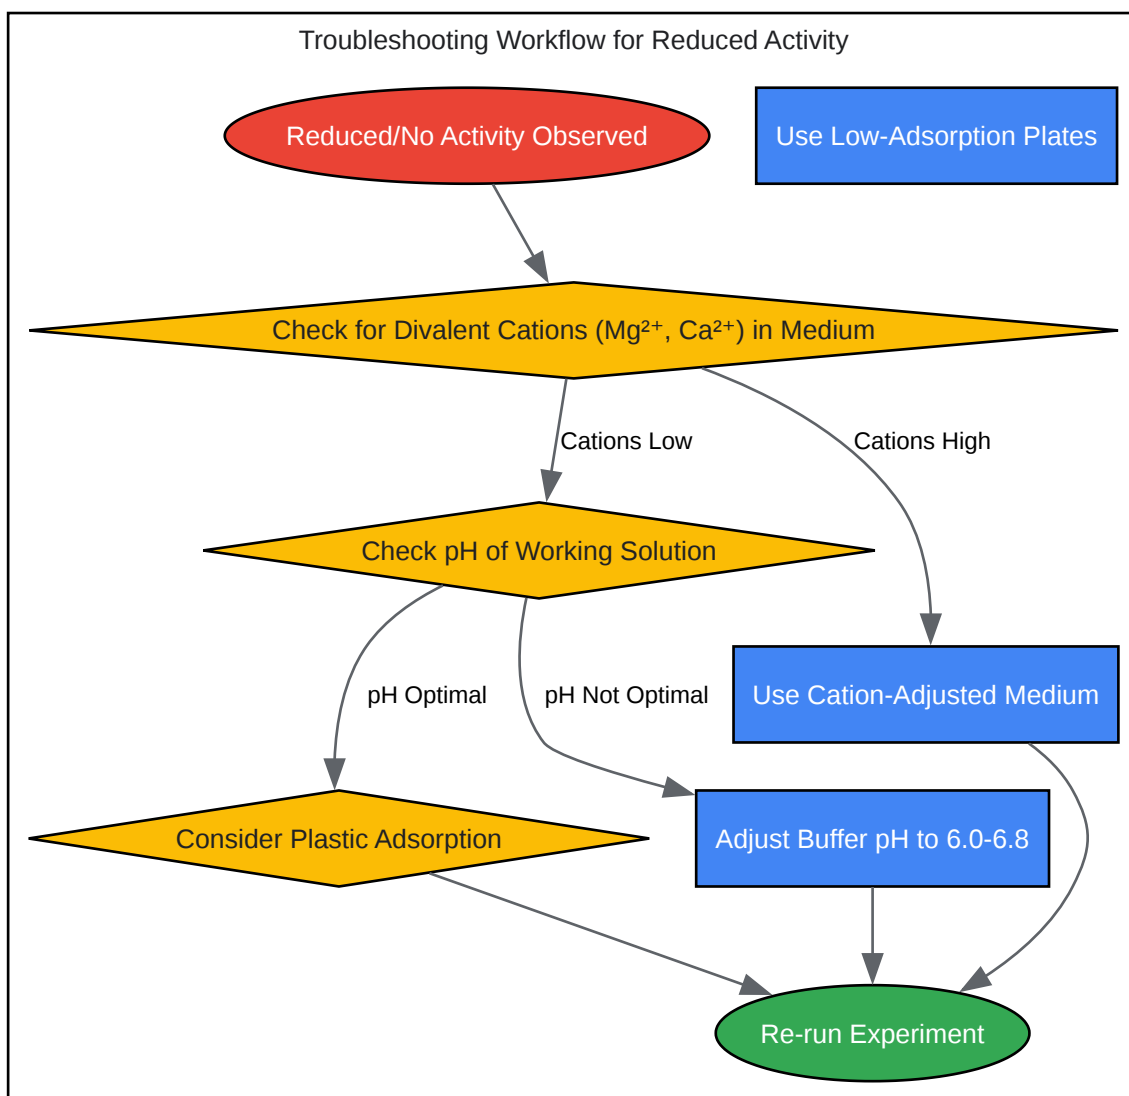 Troubleshooting Workflow for Reduced Activity
Reduced/No Activity Observed
Use Low-Adsorption Plates
Check for Divalent Cations (Mg²⁺, Ca²⁺) in Medium
Cations Low
Cations High
Check pH of Working Solution
pH Optimal
pH Not Optimal
Use Cation-Adjusted Medium
Consider Plastic Adsorption
Adjust Buffer pH to 6.0-6.8
Re-run Experiment